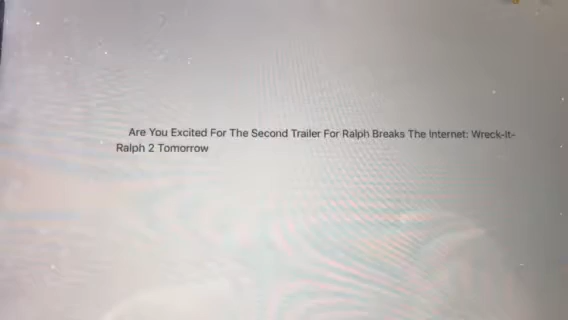 Are You Excited For The Second Trailer For Ralph Breaks The Internet: Wreck-It-
Ralph 2 Tomorrow